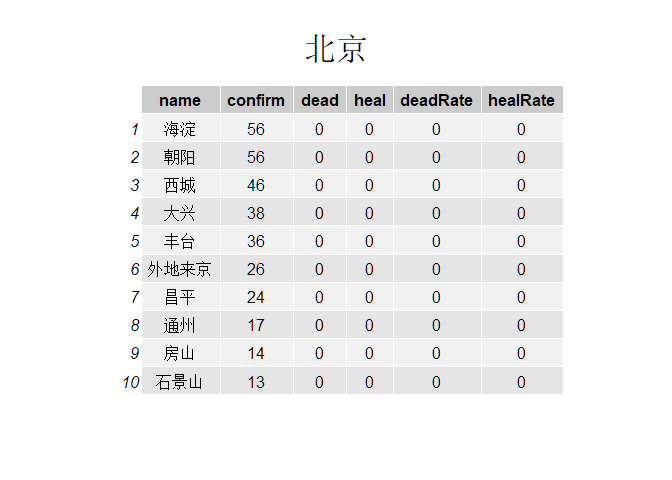 北京
name confirm dead heal deadRate healRate
1 海淀 56 0 0 0 0
2 朝阳 56 0 0 0 0
3 西城 46 0 0 0 0
4 大兴 38 0 0 0 0
5 丰台 36 0 0 0 0
6 外地来京 26 0 0 0 0
7 昌平 24 0 0 0 0
8 通州 17 0 0 0 0
9 房山 14 0 0 0 0
10 石景山 13 0 0 0 0